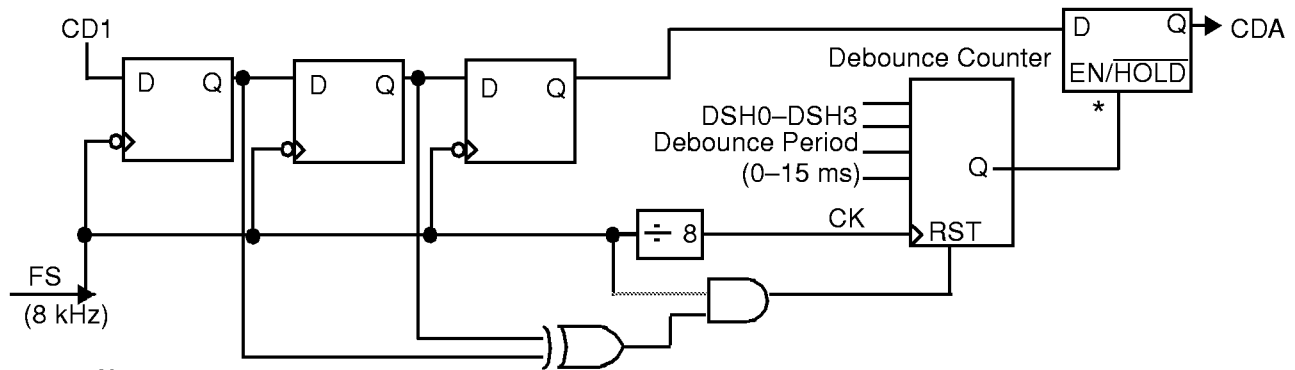 CD1
D Q
D Q
D Q
D Q
CDA
EN/HOLD
*
Debounce Counter
DSH0–DSH3
Debounce Period
(0–15 ms)
Q
CK
RST
÷ 8
FS
(8 kHz)